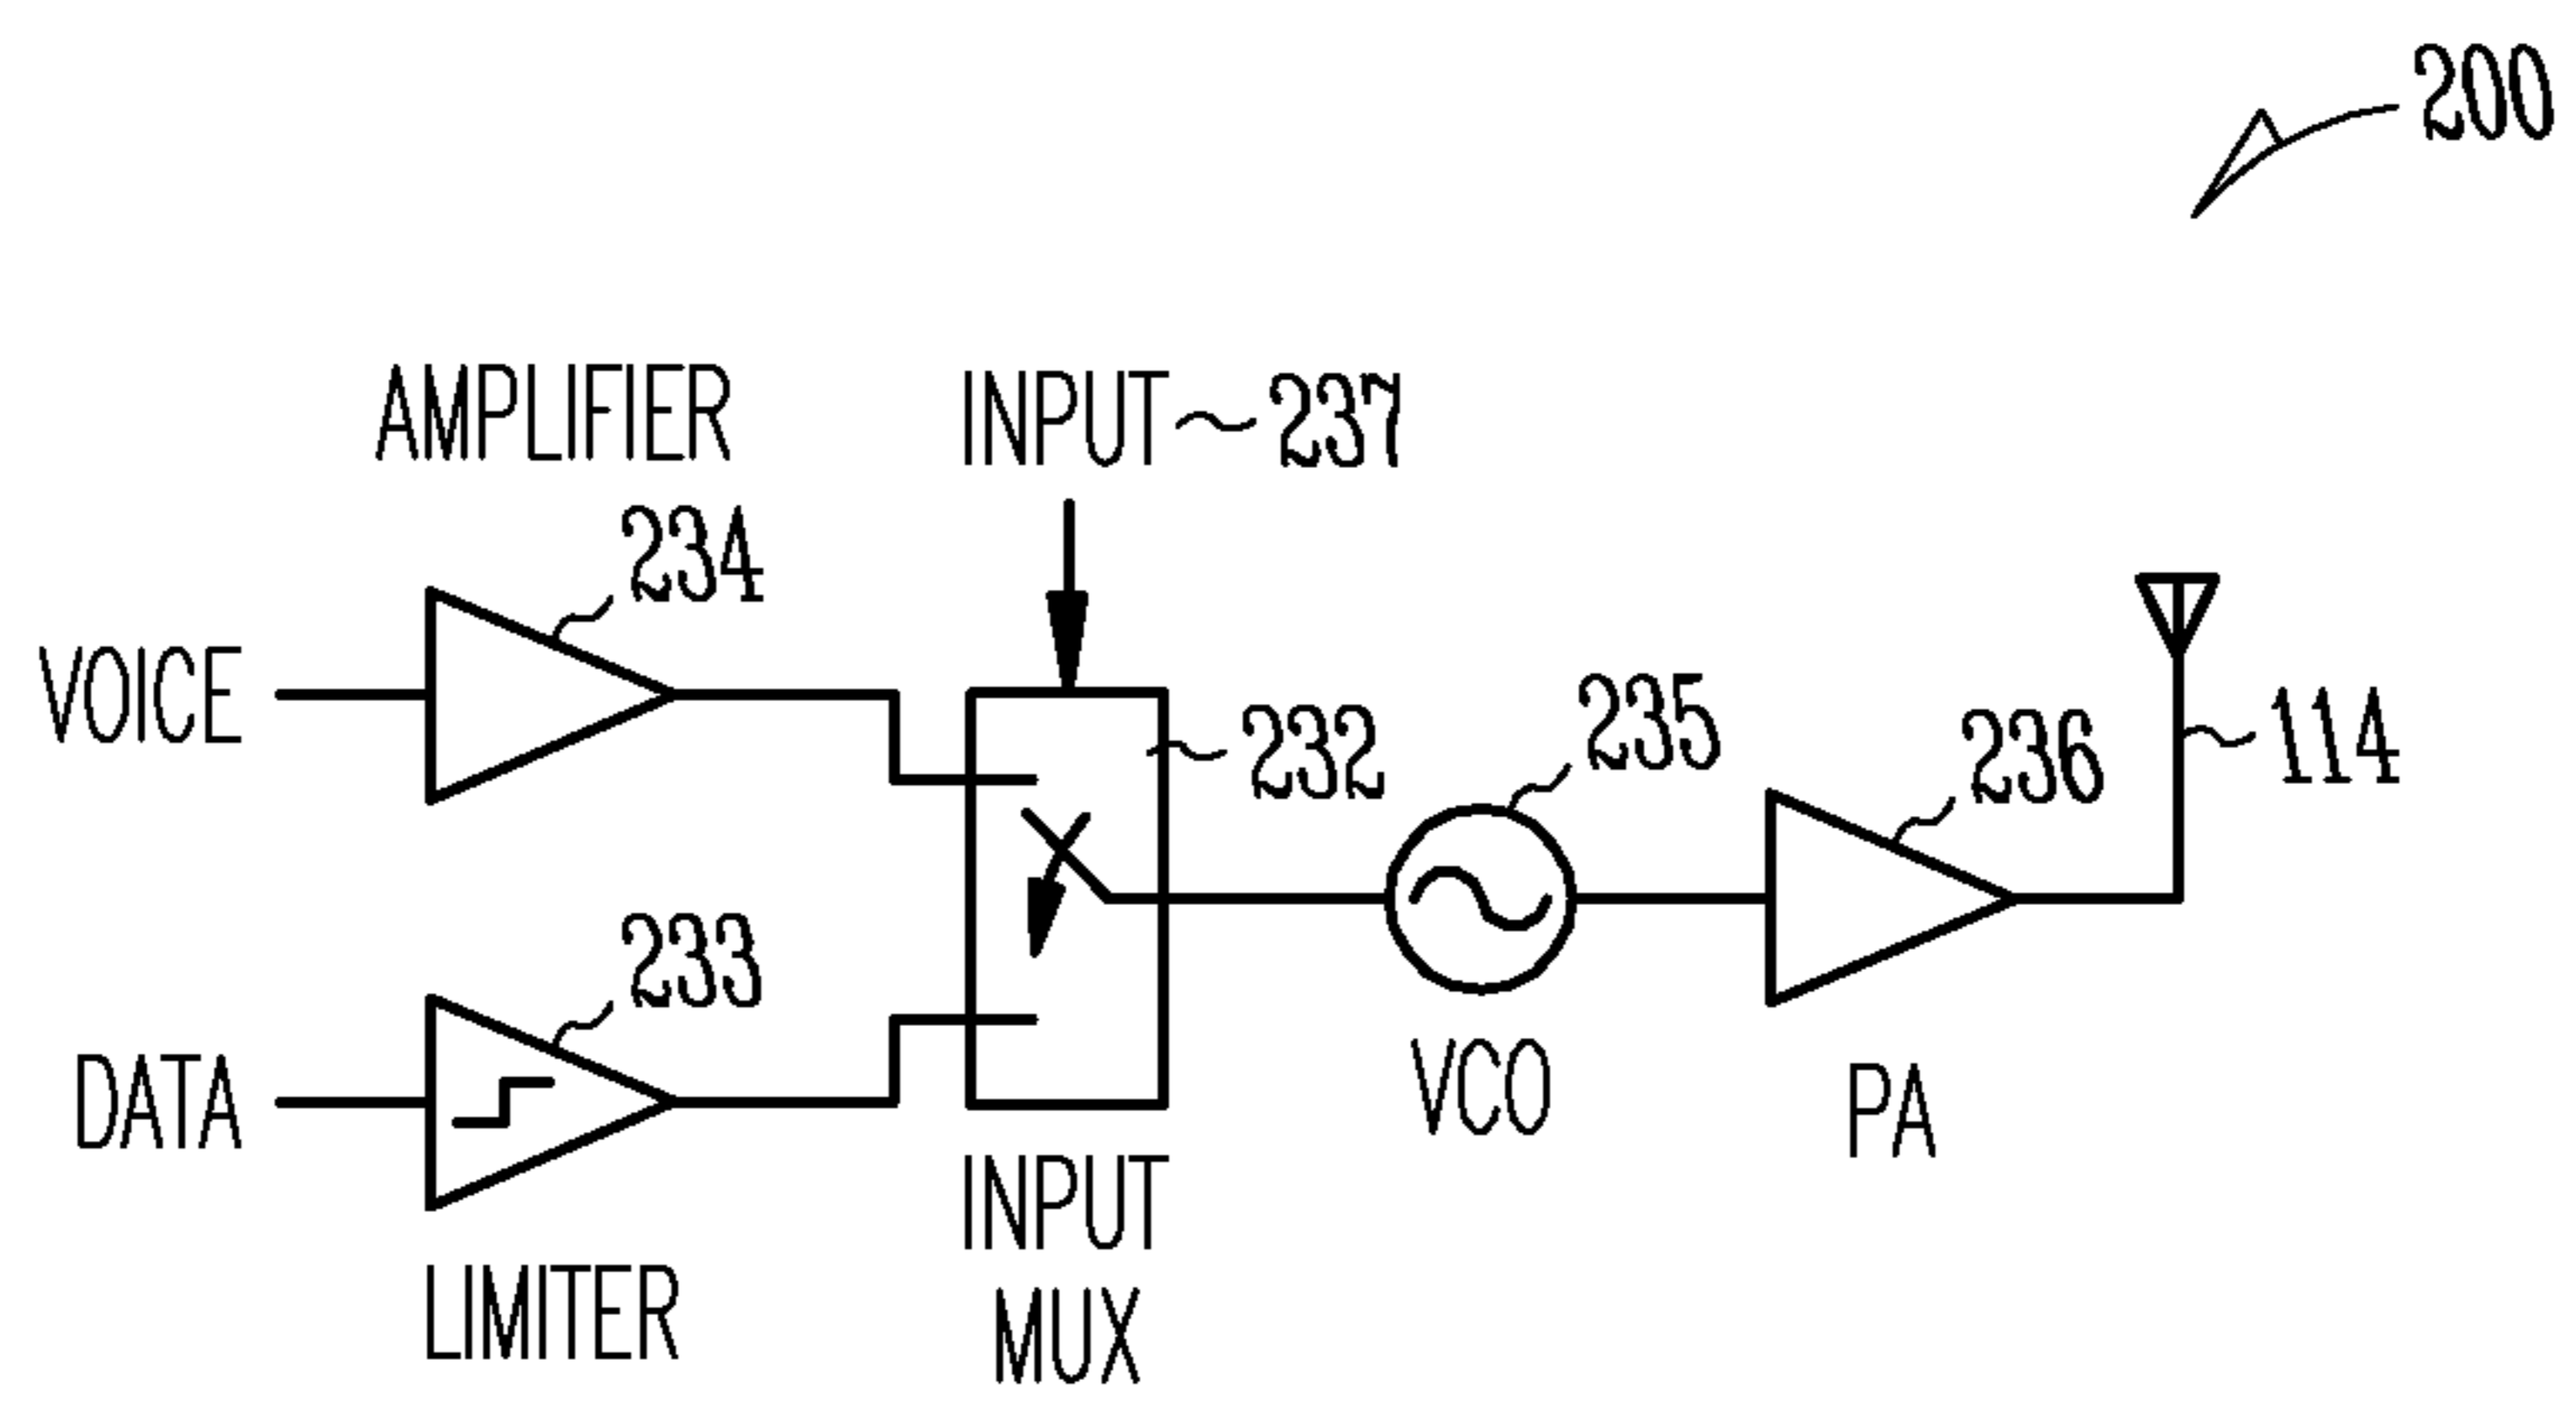 200
AMPLIFIER
INPUT 237
234
VOICE
232
235
236
114
233
DATA
VCO
PA
LIMITER
INPUT
MUX